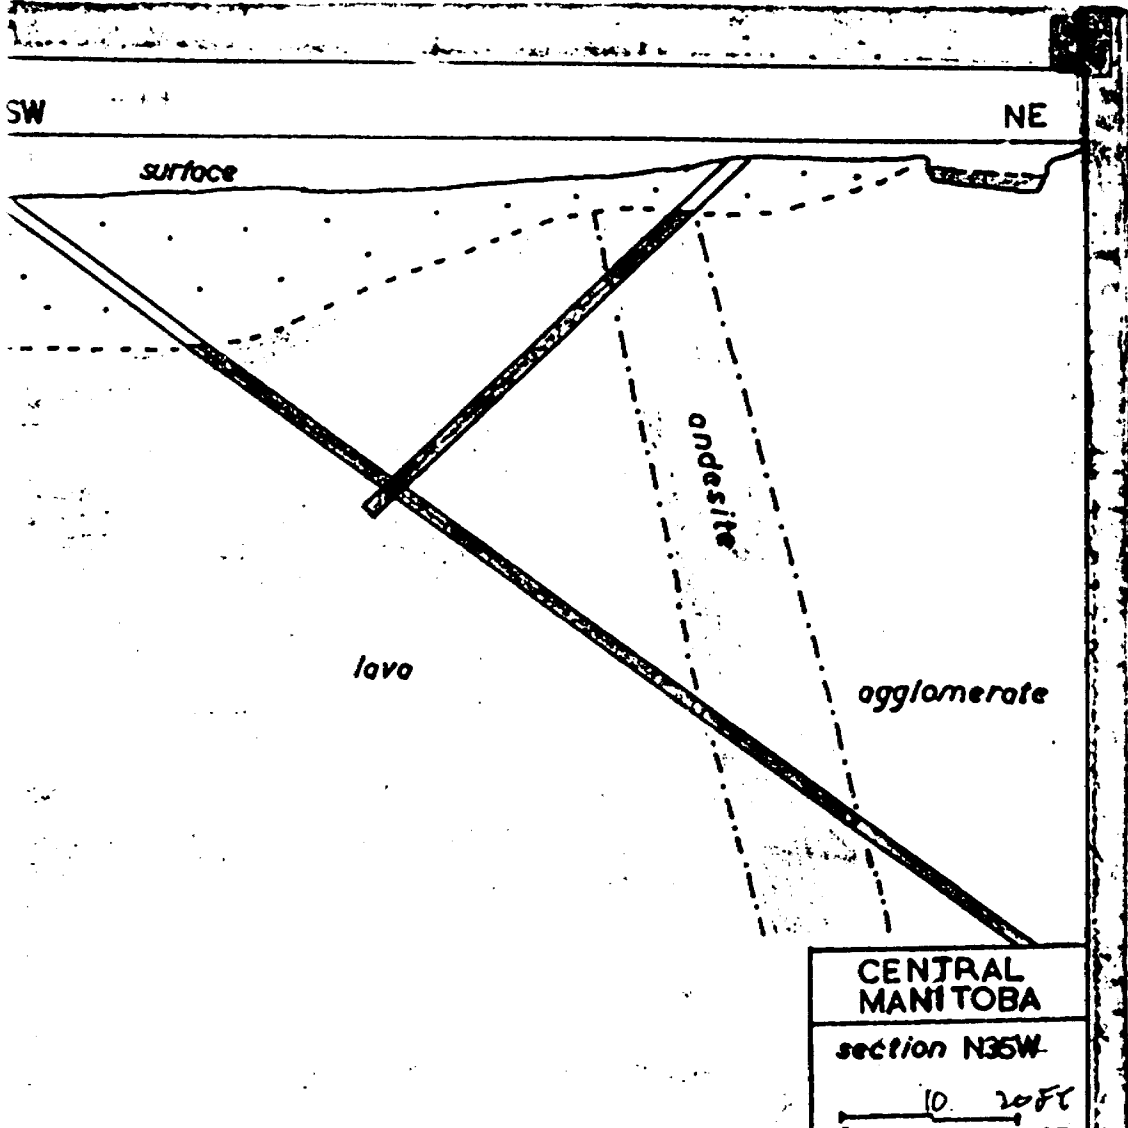 SW
NE
surface
andesite
lava
agglomerate
CENTRAL
MANITOBA
section N35W
10 20 FT